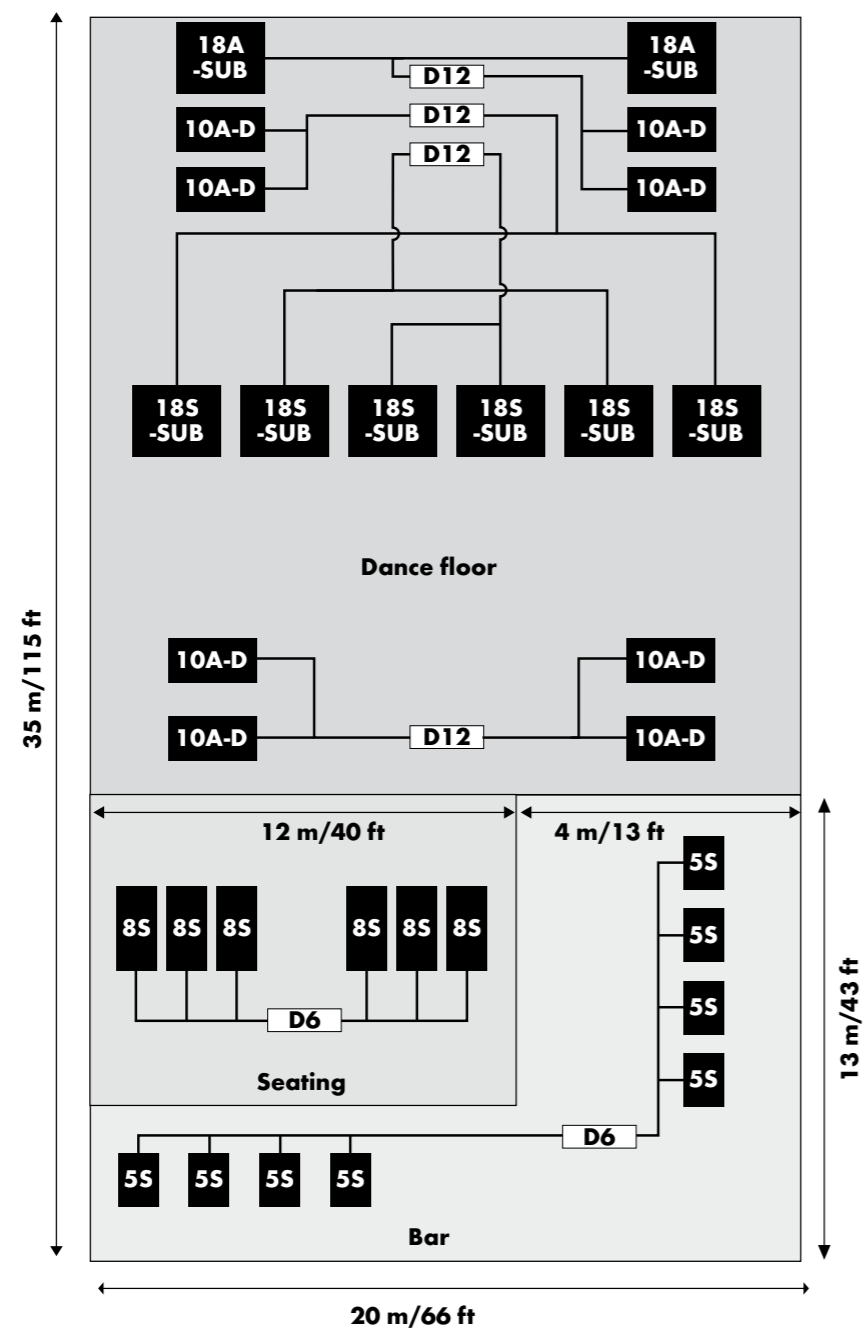 18A
-SUB
18A
-SUB
D12
10A-D
D12
10A-D
D12
10A-D
10A-D
18S
-SUB
18S
-SUB
18S
-SUB
18S
-SUB
18S
-SUB
18S
-SUB
Dance floor
35 m/115 ft
10A-D
10A-D
10A-D
D12
10A-D
12 m/40 ft
4 m/13 ft
5S
8S
8S
8S
8S
8S
8S
5S
5S
13 m/43 ft
D6
5S
Seating
D6
5S
5S
5S
5S
Bar
20 m/66 ft